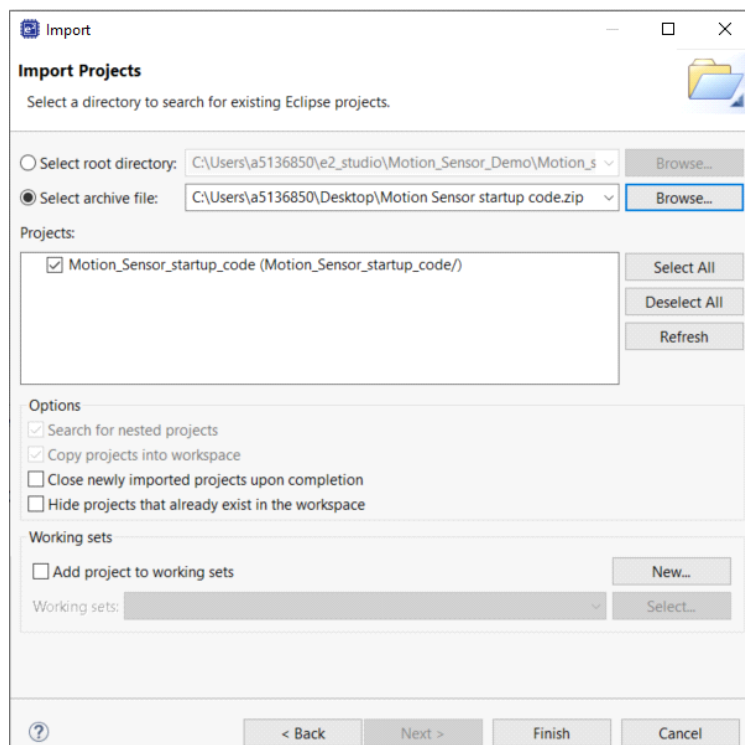 Import
Import Projects
Select a directory to search for existing Eclipse projects.
Select root directory: C:\Users\a5136850\e2_studio\Motion_Sensor_Demo\Motion_s Browse...
Select archive file: C:\Users\a5136850\Desktop\Motion Sensor startup code.zip Browse...
Projects:
Motion_Sensor_startup_code (Motion_Sensor_startup_code/)
Select All
Deselect All
Refresh
Options
Search for nested projects
Copy projects into workspace
Close newly imported projects upon completion
Hide projects that already exist in the workspace
Working sets
Add project to working sets New...
Working sets: Select...
? < Back Next > Finish Cancel